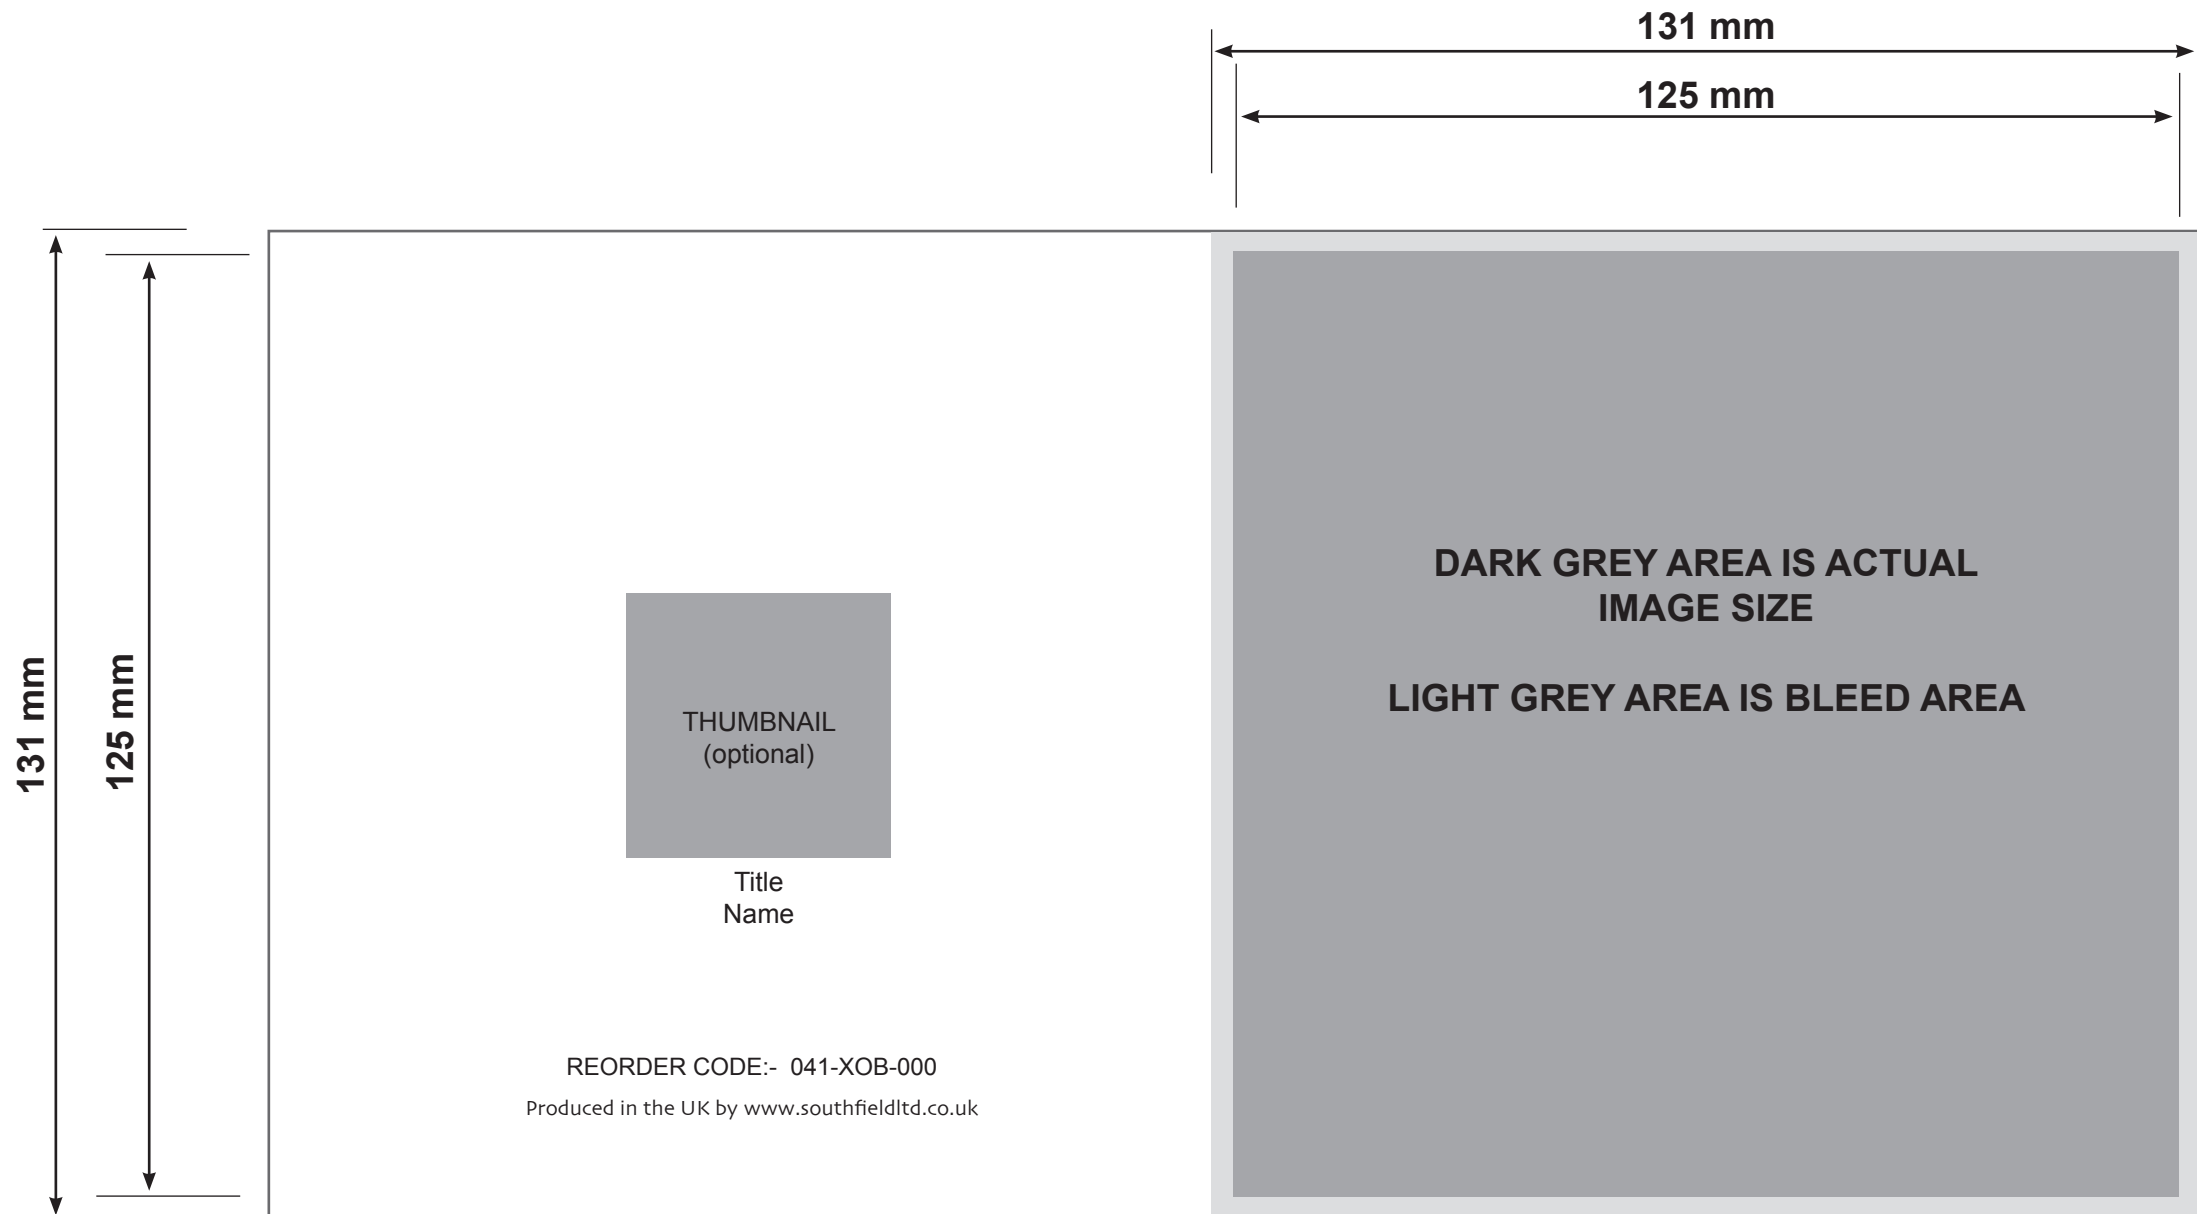 131 mm
125 mm
131 mm
125 mm
DARK GREY AREA IS ACTUAL
IMAGE SIZE
LIGHT GREY AREA IS BLEED AREA
THUMBNAIL
(optional)
Title
Name
REORDER CODE:- 041-XOB-000
Produced in the UK by www.southfieldltd.co.uk